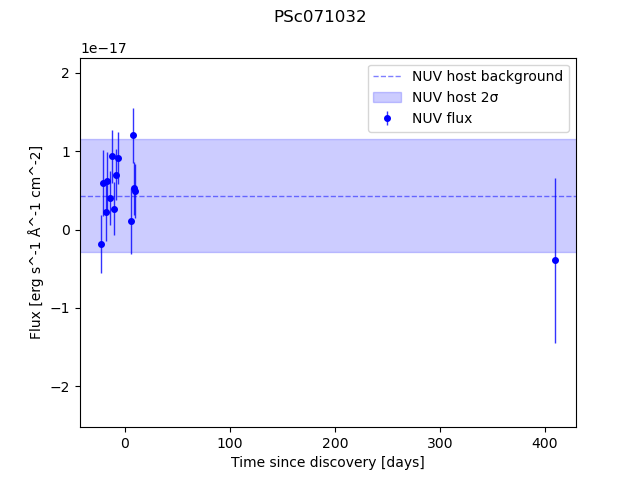 PSc071032
1e−17
NUV host background
NUV host 2σ
NUV flux
2
1
0
−1
−2
Flux [erg s^-1 Å^-1 cm^-2]
0 100 200 300 400
Time since discovery [days]